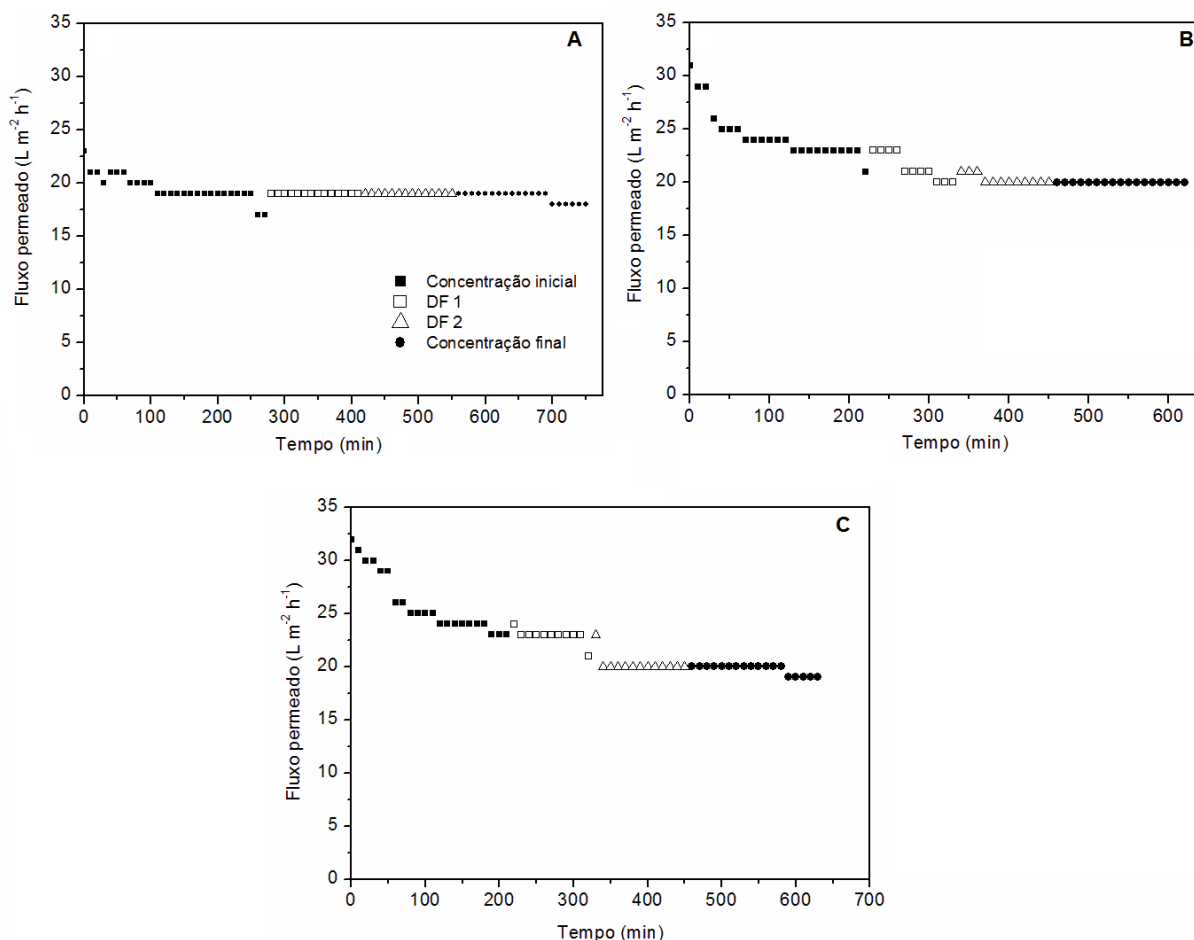 A
35
30
25
20
15
10
5
0
Fluxo permeado (L m⁻² h⁻¹)
Concentração inicial
DF 1
DF 2
Concentração final
0 100 200 300 400 500 600 700
Tempo (min)
B
35
30
25
20
15
10
5
0
Fluxo permeado (L m⁻² h⁻¹)
0 100 200 300 400 500 600
Tempo (min)
C
35
30
25
20
15
10
5
0
Fluxo permeado (L m⁻² h⁻¹)
0 100 200 300 400 500 600 700
Tempo (min)